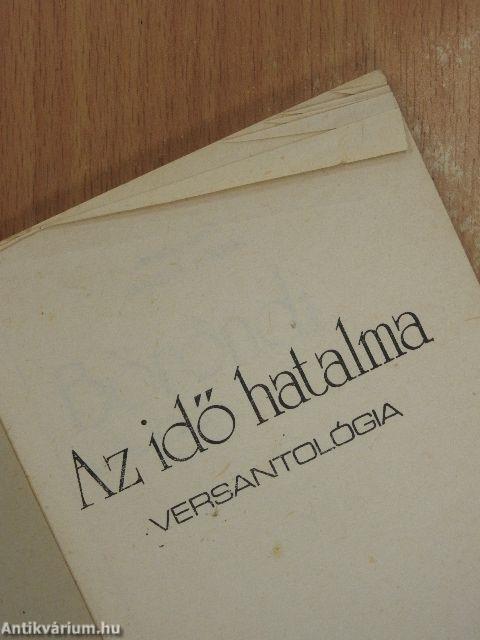 Az idő hatalma
VERSANTOLÓGIA
Antikvárium.hu